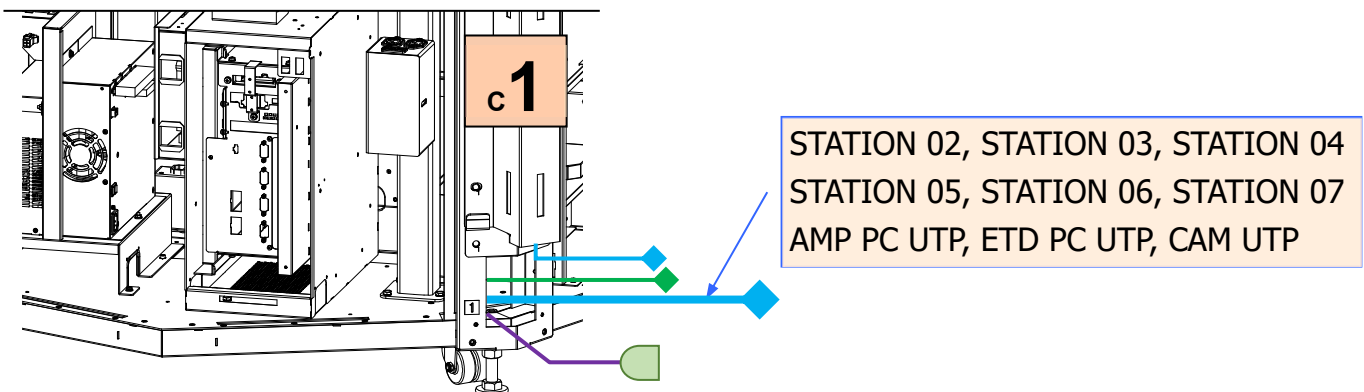 C1
STATION 02, STATION 03, STATION 04
STATION 05, STATION 06, STATION 07
AMP PC UTP, ETD PC UTP, CAM UTP
1